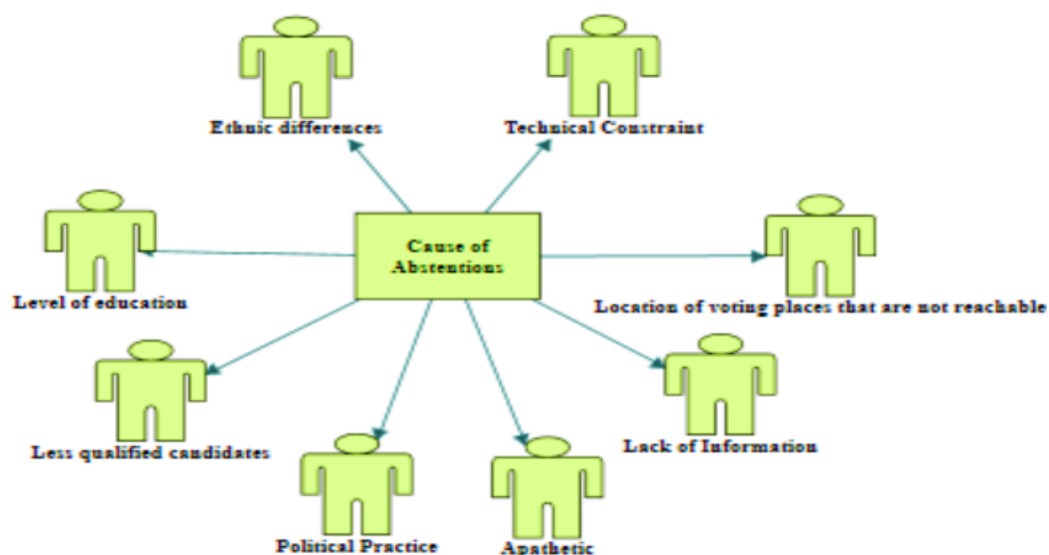 Ethnic differences
Technical Constraint
Cause of
Abstentions
Level of education
Location of voting places that are not reachable
Less qualified candidates
Lack of Information
Political Practice
Apathetic